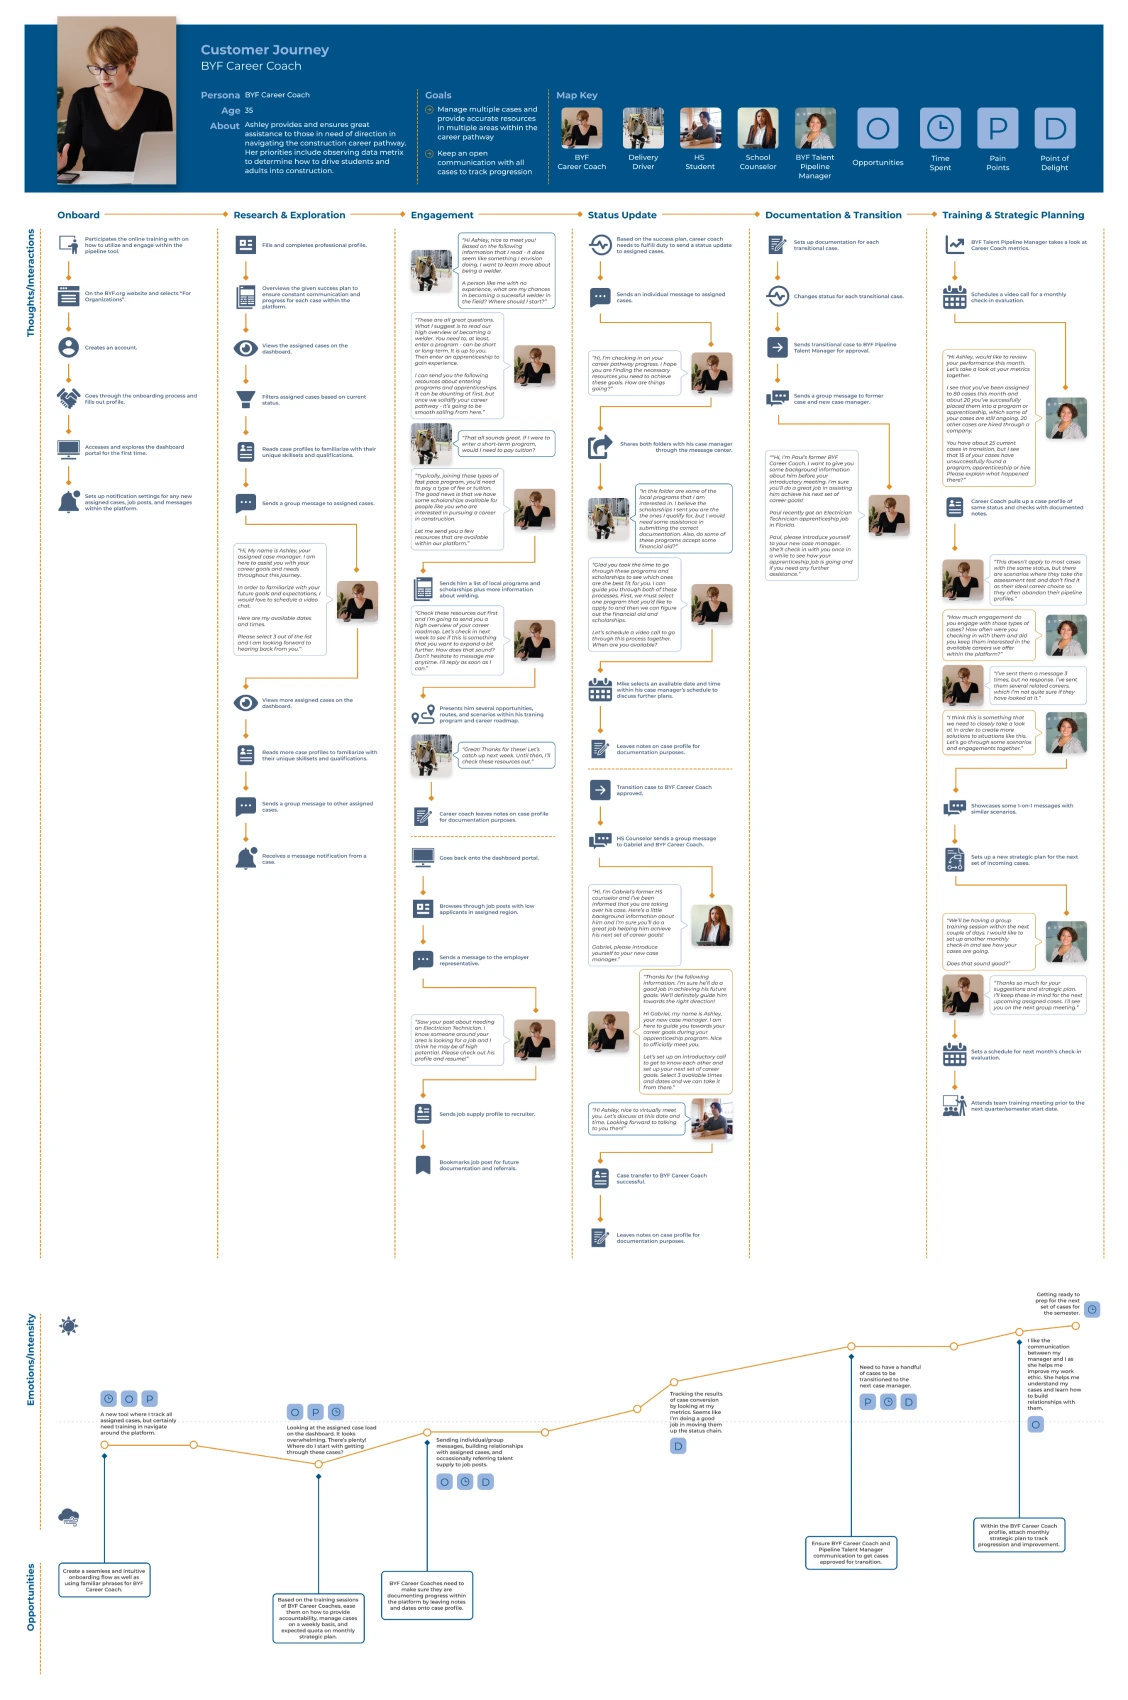 Customer Journey
BYF Career Coach
Persona BYF Career Coach
Age 35
About Ashley provides and ensures great
assistance to those in need of direction in
navigating the construction career pathway.
Her priorities include observing data matrix
to determine how to drive students and
adults into construction.
Goals
Manage multiple cases and
provide accurate resources
in multiple areas within the
career pathway
Keep an open
communication with all
cases to track progression
Map Key
BYF
Career Coach
Delivery
Driver
HS
Student
School
Counselor
BYF Talent
Pipeline
Manager
O
Opportunities
Time
Spent
P
Pain
Points
D
Point of
Delight
Thoughts/Interactions
Onboard
Participates the online training with on
how to utilize and engage within the
pipeline tool.
On the BYF.org website and selects "For
Organizations".
Creates an account.
Goes through the onboarding process and
fills out profile.
Accesses and explores the dashboard
portal for the first time.
Sets up notification settings for any new
assigned cases, job posts, and messages
within the platform.
Research & Exploration
Fills and completes professional profile.
Overviews the given success plan to
ensure constant communication and
progress for each case within the
platform.
Views the assigned cases on the
dashboard.
Filters assigned cases based on current
status.
Reads case profiles to familiarize with their
unique skillsets and qualifications.
Sends a group message to assigned cases.
"Hi, My name is Ashley, your
assigned case manager. I am
here to assist you with your
career goals and needs
throughout this journey.
In order to familiarize with your
future goals and expectations, I
would love to schedule a video
chat.
Here are my available dates
and times.
Please select 3 out of the list
and I am looking forward to
hearing back from you."
Views more assigned cases on the
dashboard.
Reads more case profiles to familiarize with
their unique skillsets and qualifications.
Sends a group message to other assigned
cases.
Receives a message notification from a
case.
Engagement
"Hi Ashley, nice to meet you!
Based on the following
information that I read - it does
seem like something I envision
doing. I want to learn more about
being a welder.
A person like me with no
experience, what are my chances
in becoming a successful welder in
the field? Where should I start?"
"These are all great questions.
What I suggest is to read our
high overview of becoming a
welder. You need to, at least,
enter a program - can be short
or long-term. It is up to you.
Then enter an apprenticeship to
gain experience.
I can send you the following
resources about entering
programs and apprenticeships.
It can be daunting at first, but
once we solidify your career
pathway - it's going to be
smooth sailing from here."
"That all sounds great. If I were to
enter a short-term program,
would I need to pay tuition?"
"Typically, joining those types of
fast pace program, you'd need
to pay a type of fee or tuition.
The good news is that we have
some scholarships available for
people like you who are
interested in pursuing a career
in construction.
Let me send you a few
resources that are available
within our platform."
Sends him a list of local programs and
scholarships plus more information
about welding.
"Check these resources out first
and I'm going to send you a
high overview of your career
roadmap. Let's check in next
week to see if this is something
that you want to expand a bit
further. How does that sound?
Don't hesitate to message me
anytime. I'll reply as soon as I
can."
Presents him several opportunities,
routes, and scenarios within his traning
program and career roadmap.
"Great! Thanks for these! Let's
catch up next week. Until then, I'll
check these resources out."
Career coach leaves notes on case profile
for documentation purposes.
Goes back onto the dashboard portal.
Browses through job posts with low
applicants in assigned region.
Sends a message to the employer
representative.
"Saw your post about needing
an Electrician Technician. I
know someone around your
area is looking for a job and I
think he may be of high
potential. Please check out his
profile and resume!"
Sends job supply profile to recruiter.
Bookmarks job post for future
documentation and referrals.
Status Update
Based on the success plan, career coach
needs to fulfill duty to send a status update
to assigned cases.
Sends an individual message to assigned
cases.
"Hi, I'm checking in on your
career pathway progress. I hope
you are finding the necessary
resources you need to achieve
these goals. How are things
going?"
Shares both folders with his case manager
through the message center.
"In this folder are some of the
local programs that I am
interested in. I believe the
scholarships I sent you are the
the ones I qualify for, but I would
need some assistance in
submitting the correct
documentation. Also, do some of
these programs accept some
financial aid?"
"Glad you took the time to go
through these programs and
scholarships to see which ones
are the best fit for you. I can
guide you through both of these
processes. First, we must select
one program that you'd like to
apply to and then we can figure
out the financial aid and
scholarships.
Let's schedule a video call to go
through this process together.
When are you available?
Mike selects an available date and time
within his case manager's schedule to
discuss further plans.
Leaves notes on case profile for
documentation purposes.
Transition case to BYF Career Coach
approved.
HS Counselor sends a group message
to Gabriel and BYF Career Coach.
"Hi, I'm Gabriel's former HS
counselor and I've been
informed that you are taking
over his case. Here's a little
background information about
him and I'm sure you'll do a
great job helping him achieve
his next set of career goals!
Gabriel, please introduce
yourself to your new case
manager."
"Thanks for the following
information. I'm sure he'll do a
good job in achieving his future
goals. We'll definitely guide him
towards the right direction!
Hi Gabriel, my name is Ashley,
your new case manager. I am
here to guide you towards your
career goals during your
apprenticeship program. Nice
to officially meet you.
Let's set up an introductory call
to get to know each other and
set up your next set of career
goals. Select 3 available times
and dates and we can take it
from there."
"Hi Ashley, nice to virtually meet
you. Let's discuss at this date and
time. Looking forward to talking
to you then!"
Case transfer to BYF Career Coach
successful.
Leaves notes on case profile for
documentation purposes.
Documentation & Transition
Sets up documentation for each
transitional case.
Changes status for each transitional case.
Sends transitional case to BYF Pipeline
Talent Manager for approval.
Sends a group message to former
case and new case manager.
""Hi, I'm Paul's former BYF
Career Coach. I want to give you
some background information
about him before your
introductory meeting. I'm sure
you'll do a great job in assisting
him achieve his next set of
career goals!
Paul recently got an Electrician
Technician apprenticeship job
in Florida.
Paul, please introduce yourself
to your new case manager.
She'll check in with you once in
a while to see how your
apprenticeship job is going and
if you need any further
assistance."
Training & Strategic Planning
BYF Talent Pipeline Manager takes a look at
Career Coach metrics.
Schedules a video call for a monthly
check-in evaluation.
"Hi Ashley, would like to review
your performance this month.
Let's take a look at your metrics
together.
I see that you've been assigned
to 80 cases this month and
about 20 you've successfully
placed them into a program or
apprenticeship, which some of
your cases are still ongoing. 20
other cases are hired through a
company.
You have about 25 current
cases in transition, but I see
that 15 of your cases have
unsuccessfully found a
program, apprenticeship or hire.
Please explain what happened
there?"
Career Coach pulls up a case profile of
same status and checks with documented
notes.
"This doesn't apply to most cases
with the same status, but there
are scenarios where they take the
assessment test and don't find it
as their ideal career choice so
they often abandon their pipeline
profiles."
"How much engagement do
you engage with those types of
cases? How often were you
checking in with them and did
you keep them interested in the
available careers we offer
within the platform?"
"I've sent them a message 3
times, but no response. I've sent
them several related careers,
which I'm not quite sure if they
have looked at it."
"I think this is something that
we need to closely take a look
at in order to create more
solutions to situations like this.
Let's go through some scenarios
and engagements together."
Showcases some 1-on-1 messages with
similar scenarios.
Sets up a new strategic plan for the next
set of incoming cases.
"We'll be having a group
training session within the next
couple of days. I would like to
set up another monthly
check-in and see how your
cases are going.
Does that sound good?"
"Thanks so much for your
suggestions and strategic plan.
I'll keep these in mind for the next
upcoming assigned cases. I'll see
you on the next group meeting."
Sets a schedule for next month's check-in
evaluation.
Attends team training meeting prior to the
next quarter/semester start date.
Emotions/Intensity
O P
A new tool where I track all
assigned cases, but certainly
need training in navigate
around the platform.
O P
Looking at the assigned case load
on the dashboard. It looks
overwhelming. There's plenty!
Where do I start with getting
through these cases?
Sending individual/group
messages, building relationships
with assigned cases, and
occassionally referring talent
supply to job posts.
O D
Tracking the results
of case conversion
by looking at my
metrics. Seems like
I'm doing a good
job in moving them
up the status chain.
D
Need to have a handful
of cases to be
transitioned to the
next case manager.
P D
Getting ready to
prep for the next
set of cases for
the semester.
I like the
communication
between my
manager and I as
she helps me
improve my work
ethic. She helps me
understand my
cases and learn how
to build
relationships with
them.
O
Opportunities
Create a seamless and intuitive
onboarding flow as well as
using familiar phrases for BYF
Career Coach.
Based on the training sessions
of BYF Career Coaches, ease
them on how to provide
accountability, manage cases
on a weekly basis, and
expected quota on monthly
strategic plan.
BYF Career Coaches need to
make sure they are
documenting progress within
the platform by leaving notes
and dates onto case profile.
Ensure BYF Career Coach and
Pipeline Talent Manager
communication to get cases
approved for transition.
Within the BYF Career Coach
profile, attach monthly
strategic plan to track
progression and improvement.